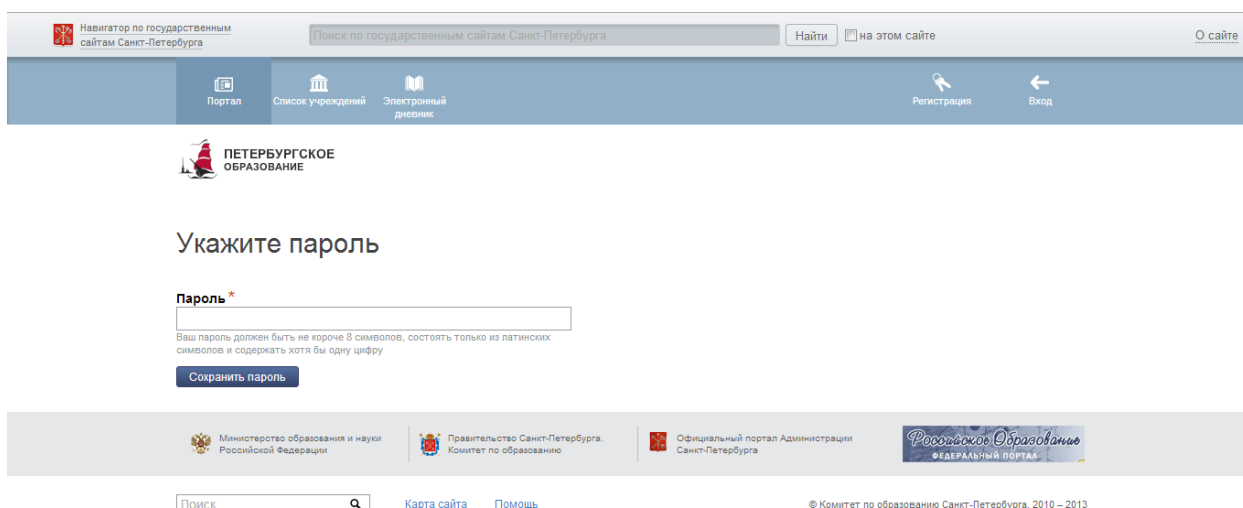 Навигатор по государственным
сайтам Санкт-Петербурга
Поиск по государственным сайтам Санкт-Петербурга
Найти
на этом сайте
О сайте
Портал
Список учреждений
Электронный
дневник
Регистрация
Вход
ПЕТЕРБУРГСКОЕ
ОБРАЗОВАНИЕ
Укажите пароль
Пароль *
Ваш пароль должен быть не короче 8 символов, состоять только из латинских
символов и содержать хотя бы одну цифру
Сохранить пароль
Министерство образования и науки
Российской Федерации
Правительство Санкт-Петербурга.
Комитет по образованию
Официальный портал Администрации
Санкт-Петербурга
Российское Образование
ФЕДЕРАЛЬНЫЙ ПОРТАЛ
Поиск
Карта сайта
Помощь
© Комитет по образованию Санкт-Петербурга, 2010 – 2013